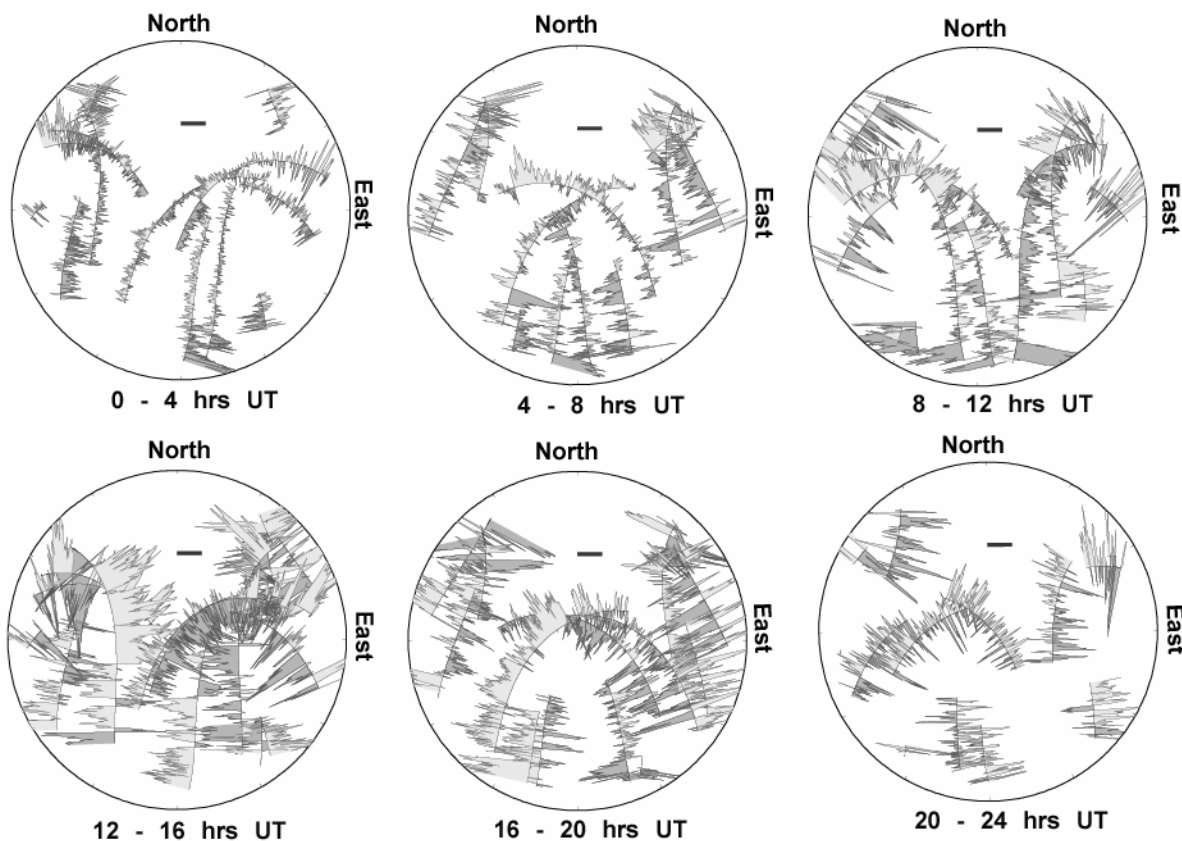 North
North
North
East
East
East
0 - 4 hrs UT
4 - 8 hrs UT
8 - 12 hrs UT
North
North
North
East
East
East
12 - 16 hrs UT
16 - 20 hrs UT
20 - 24 hrs UT